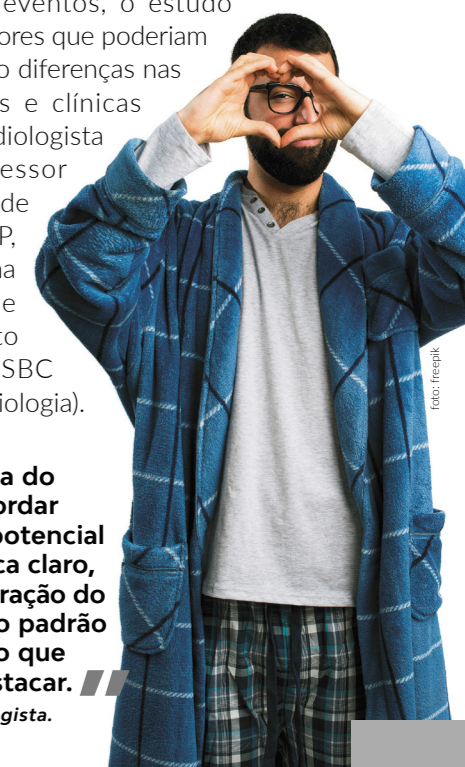 eventos, o estudo
ores que poderiam
o diferenças nas
s e clínicas
diologista
essor
de
P,
na
e
to
SBC
iologia).
foto: freepik
a do
ordar
potencial
ca claro,
ração do
o padrão
o que
stacar.
gista.